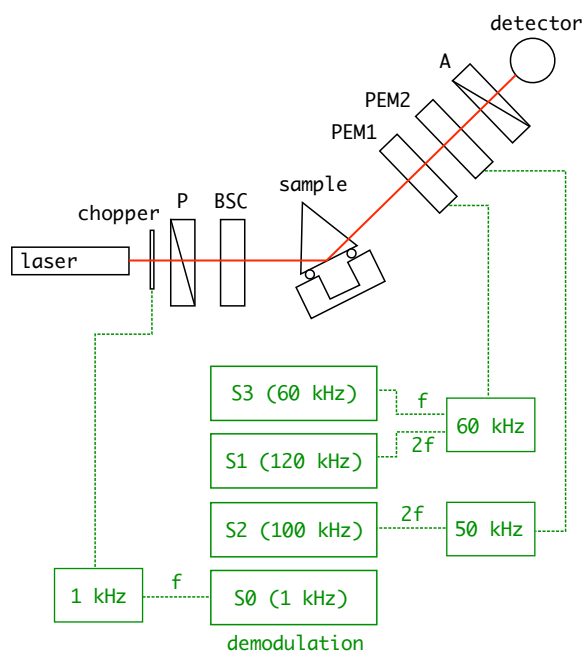 detector
A
PEM2
PEM1
sample
P
BSC
chopper
laser
S3 (60 kHz)
f
60 kHz
2f
S1 (120 kHz)
S2 (100 kHz)
2f
50 kHz
1 kHz
f
S0 (1 kHz)
demodulation